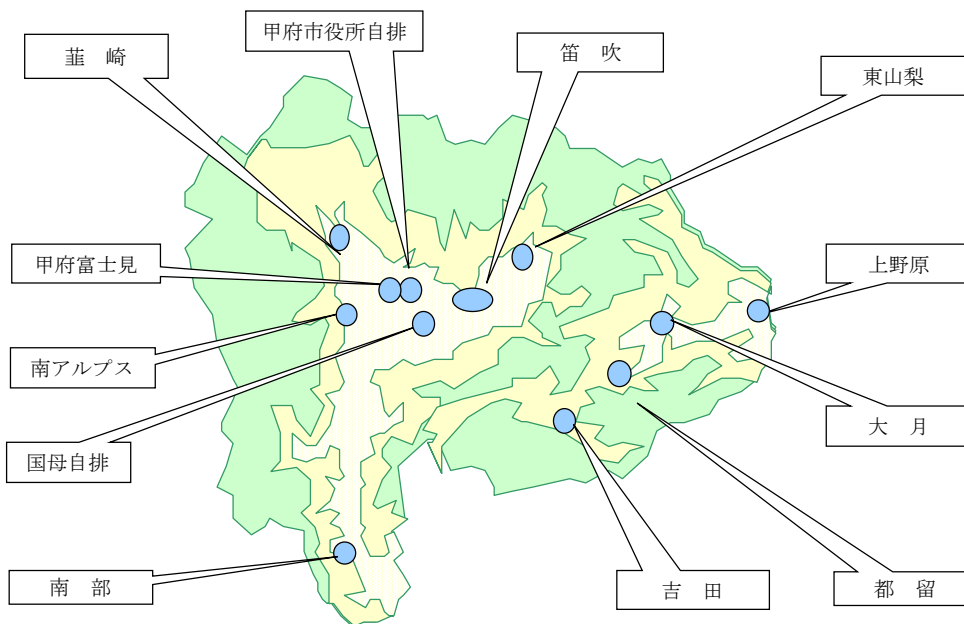 甲府市役所自排
韮　崎
笛　吹
東山梨
甲府富士見
上野原
南アルプス
大　月
国母自排
南　部
吉　田
都　留